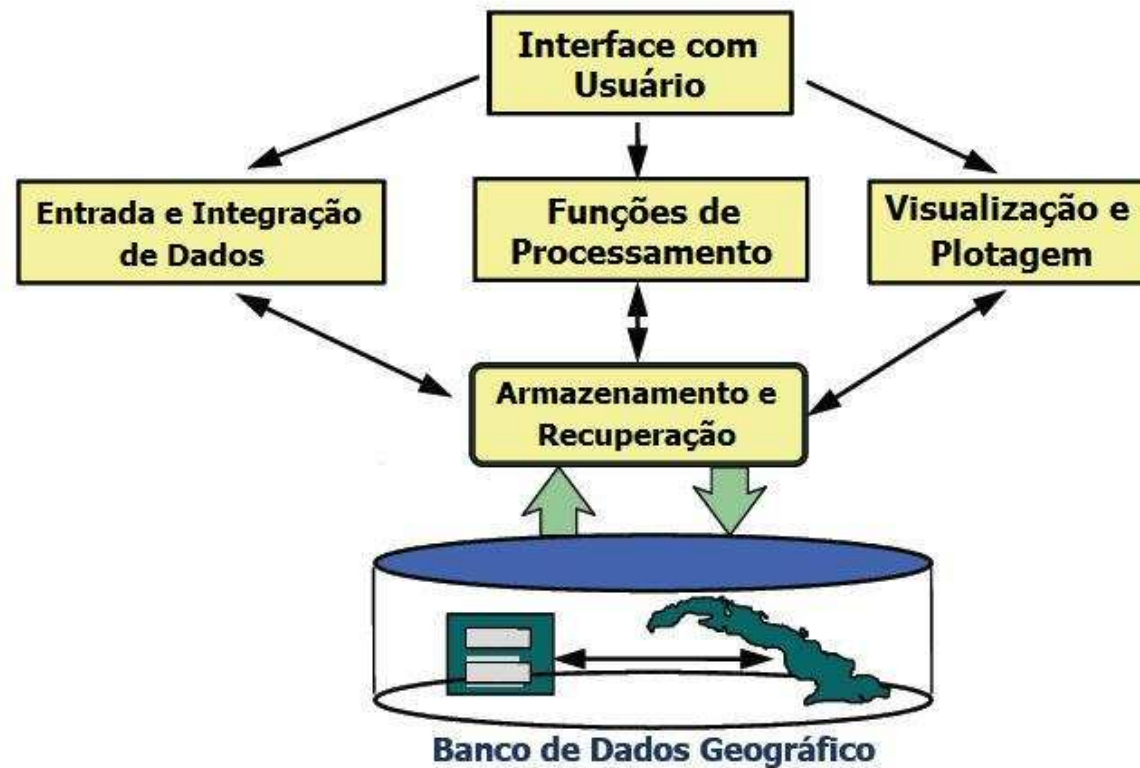 Interface com
Usuário
Entrada e Integração
de Dados
Funções de
Processamento
Visualização e
Plotagem
Armazenamento e
Recuperação
Banco de Dados Geográfico